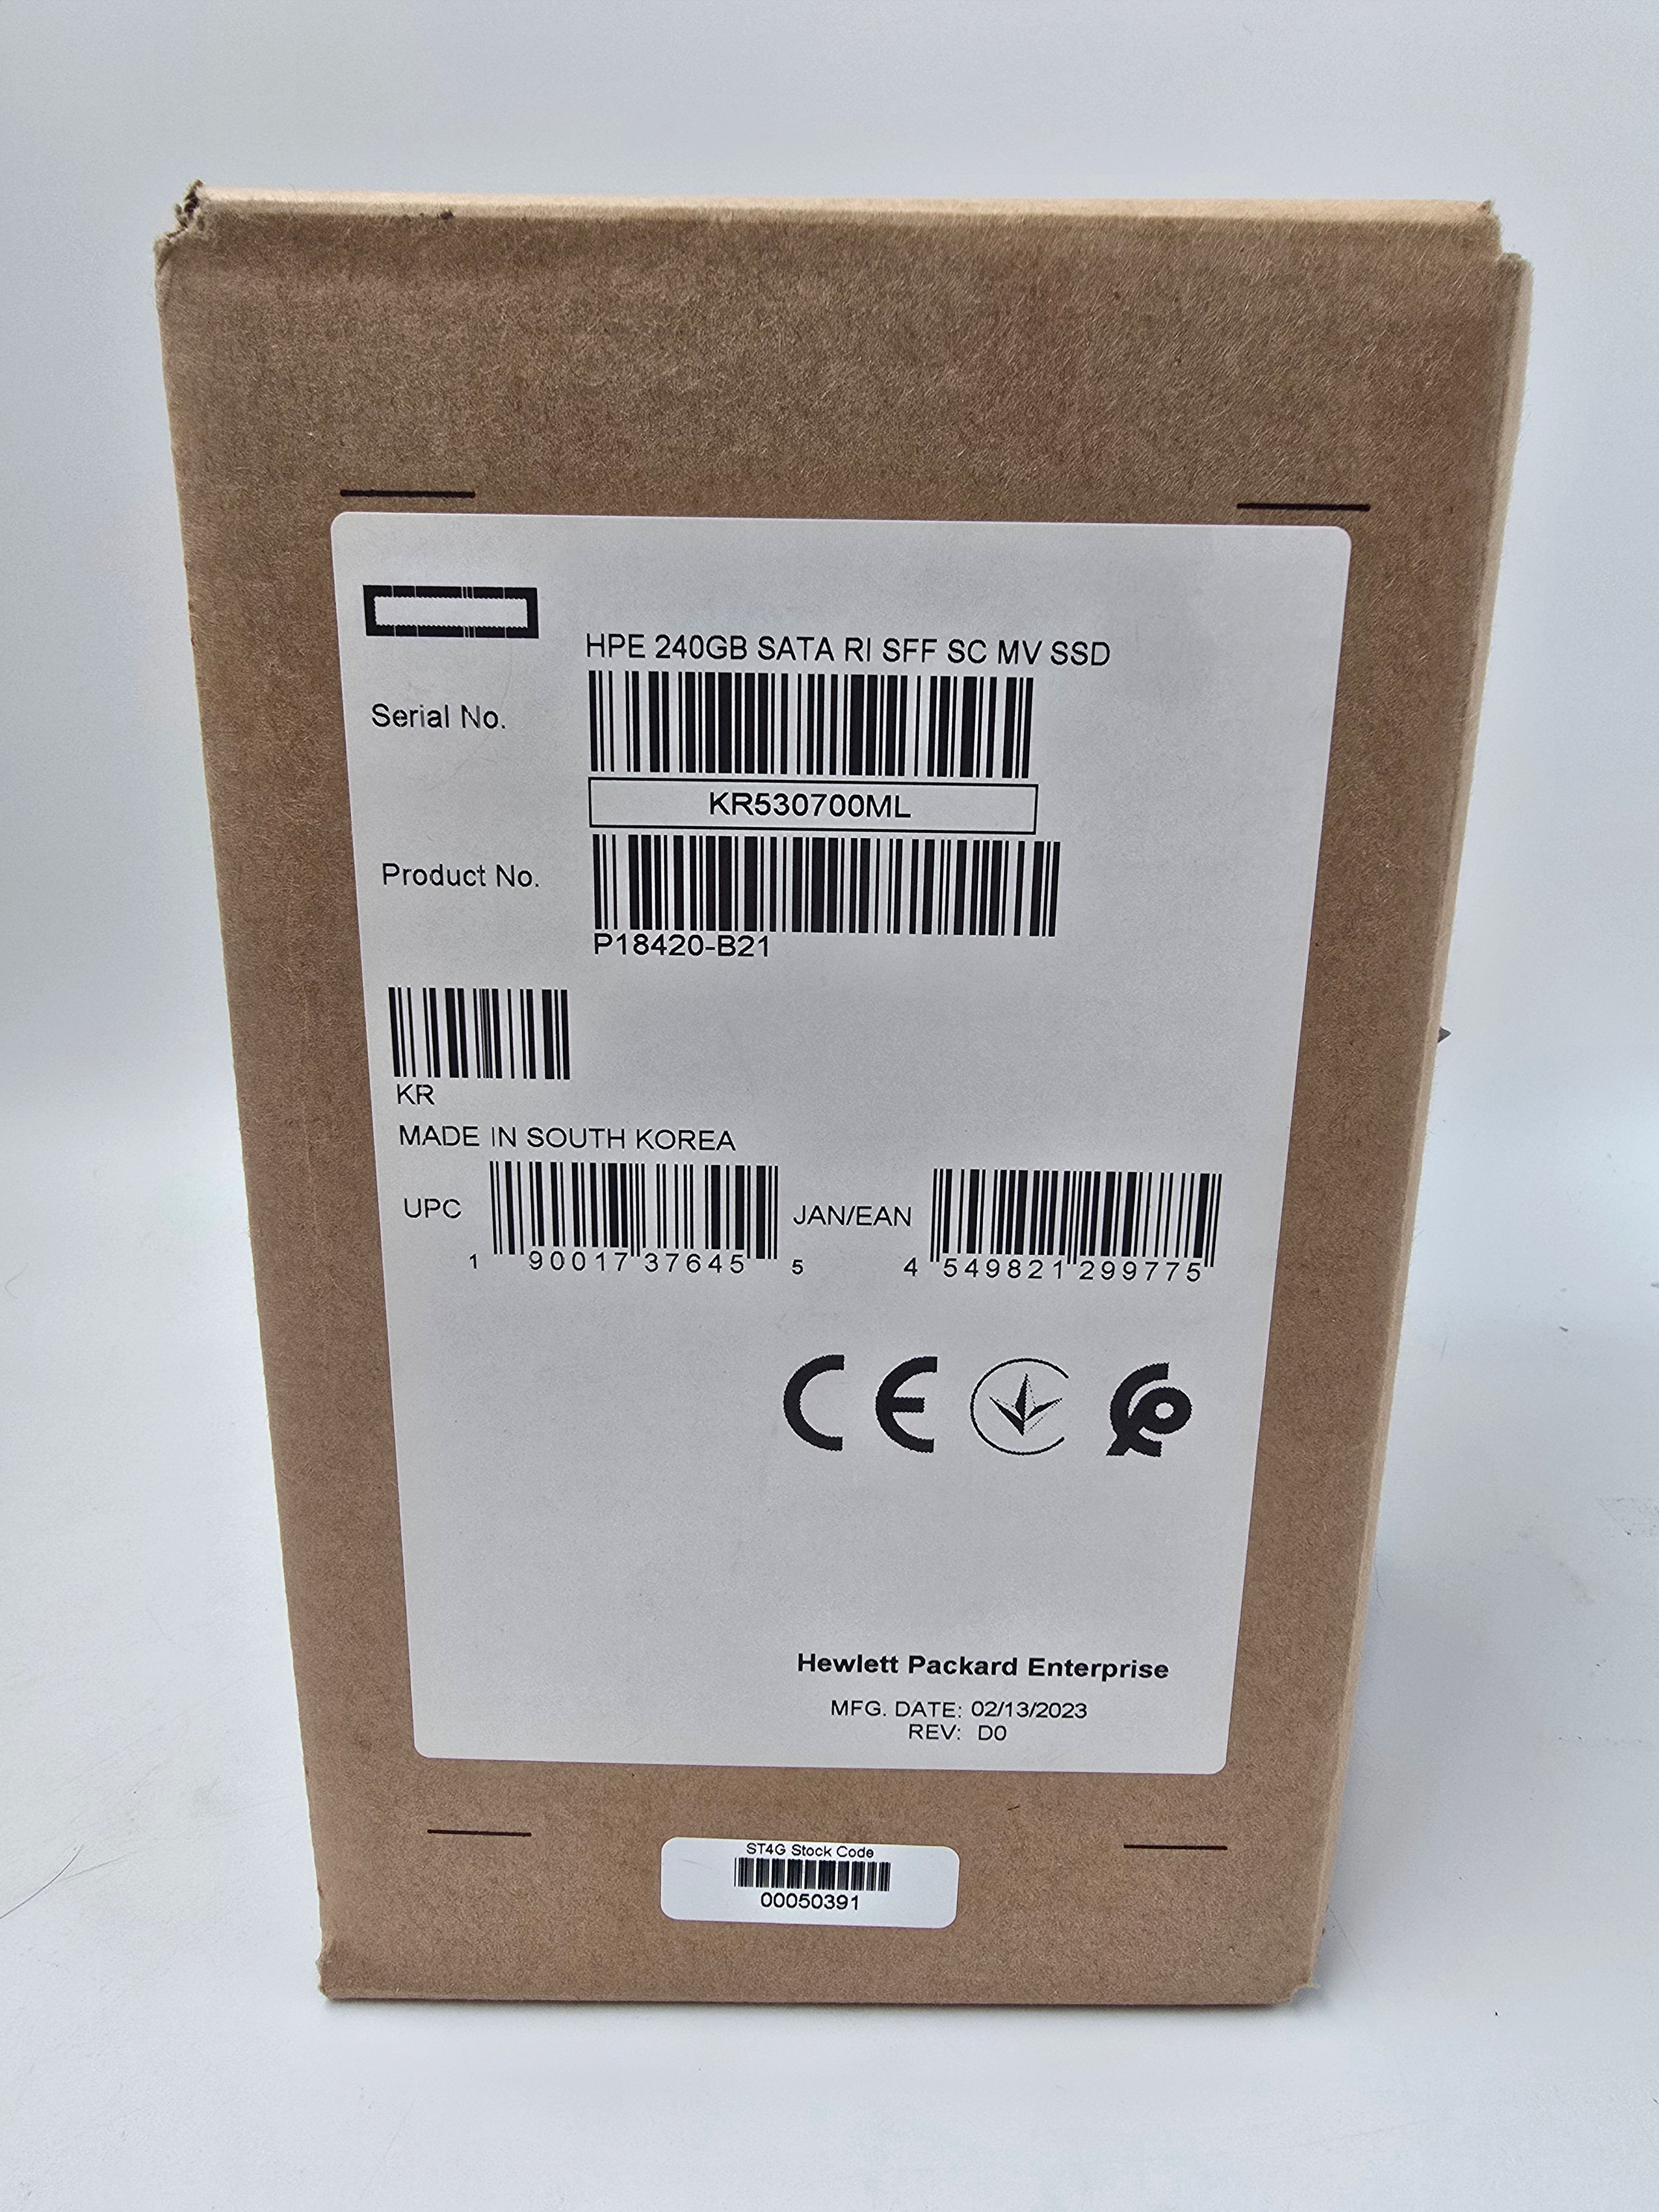 HPE 240GB SATA RI SFF SC MV SSD
Serial No.
KR530700ML
Product No.
P18420-B21
KR
MADE IN SOUTH KOREA
UPC 1 90017 37645 5 JAN/EAN 4 549821 299775
CE
Hewlett Packard Enterprise
MFG. DATE: 02/13/2023
REV: D0
ST4G Stock Code
00050391